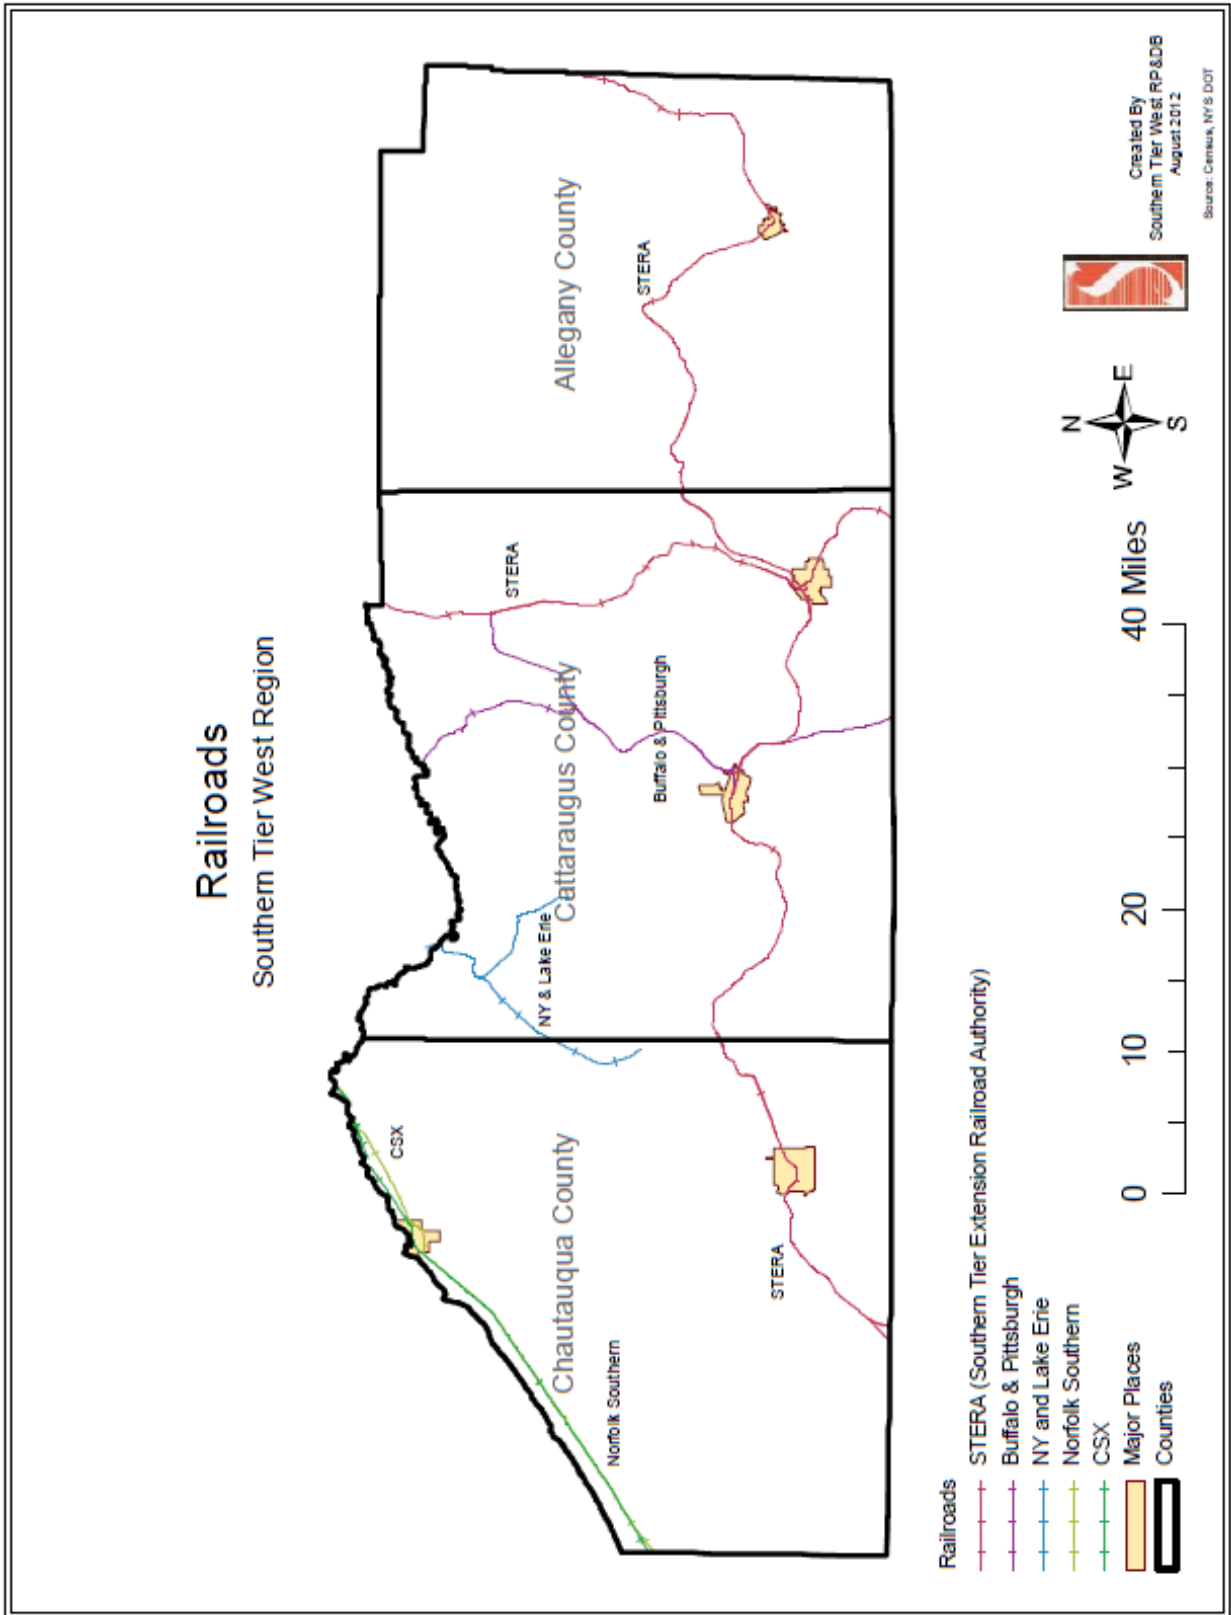 Railroads
Southern Tier West Region
CSX
NY & Lake Erie
STERA
Chautauqua County
Cattaraugus County
Allegany County
Norfolk Southern
Buffalo & Pittsburgh
STERA
STERA
Railroads
STERA (Southern Tier Extension Railroad Authority)
Buffalo & Pittsburgh
NY and Lake Erie
Norfolk Southern
CSX
Major Places
Counties
0 10 20 40 Miles
N
W E
S
Created By
Southern Tier West RP&DB
August 2012
Source: Census, NYS DOT